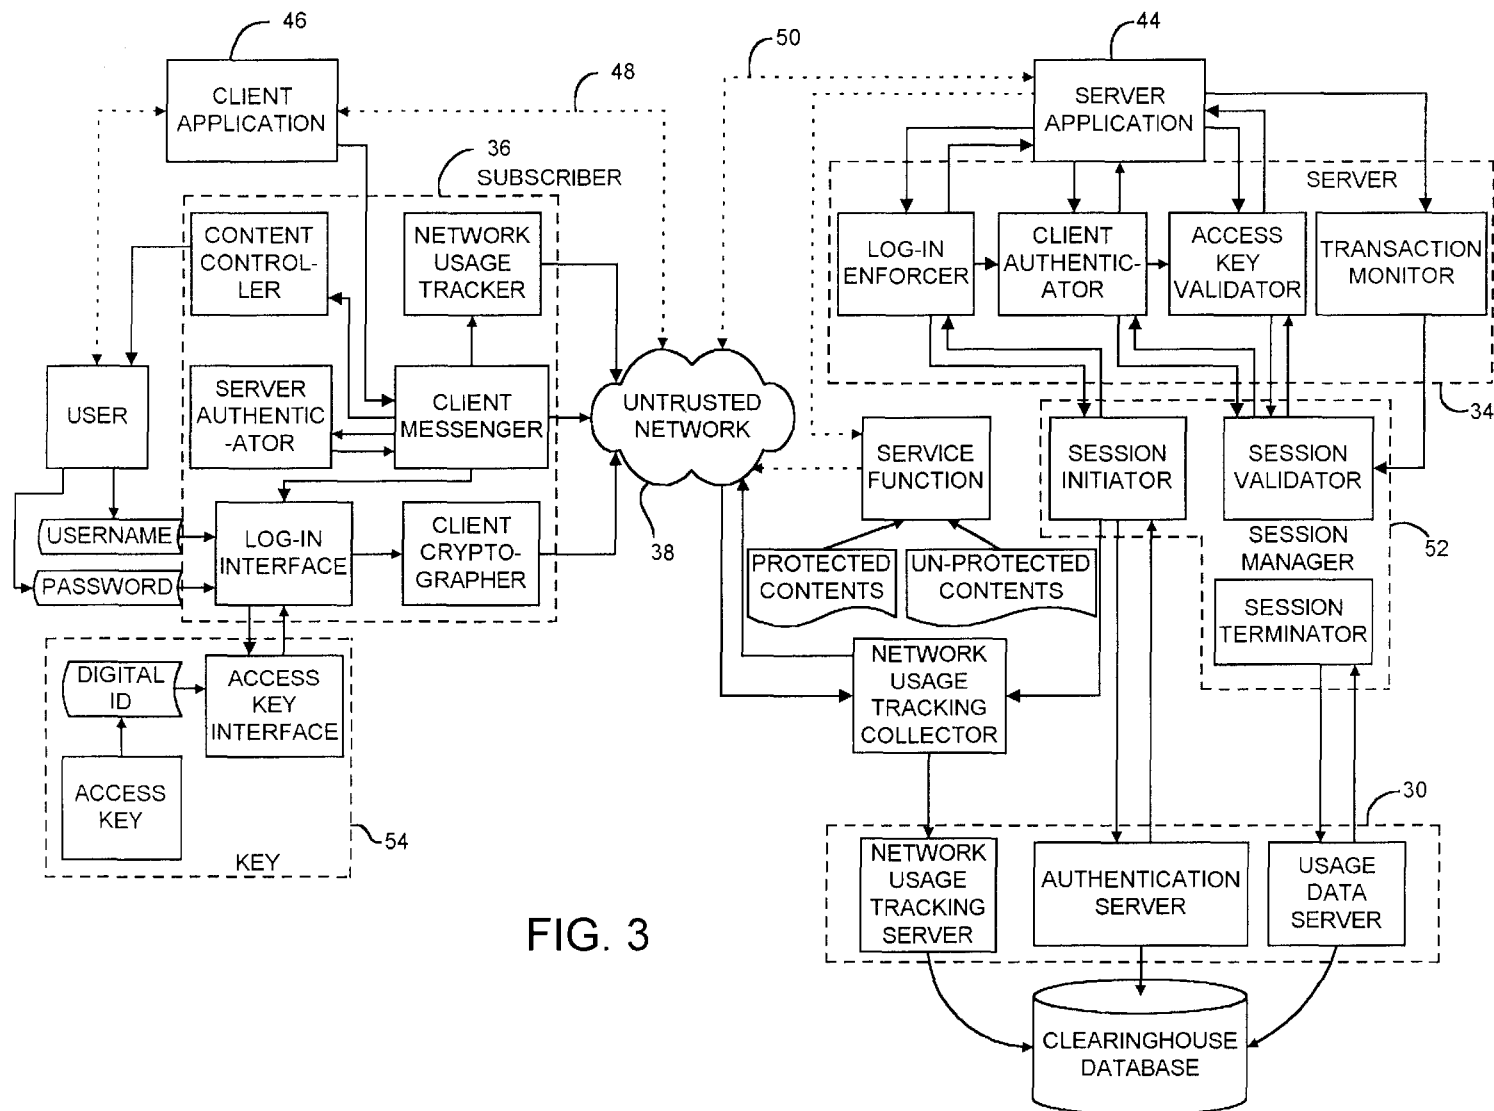 46
CLIENT
APPLICATION
48
50
44
SERVER
APPLICATION
36
SUBSCRIBER
SERVER
CONTENT
CONTROL-
LER
NETWORK
USAGE
TRACKER
LOG-IN
ENFORCER
CLIENT
AUTHENTIC-
ATOR
ACCESS
KEY
VALIDATOR
TRANSACTION
MONITOR
USER
SERVER
AUTHENTIC
-ATOR
CLIENT
MESSENGER
UNTRUSTED
NETWORK
34
SERVICE
FUNCTION
SESSION
INITIATOR
SESSION
VALIDATOR
USERNAME
PASSWORD
LOG-IN
INTERFACE
CLIENT
CRYPTO-
GRAPHER
38
SESSION
MANAGER
52
PROTECTED
CONTENTS
UN-PROTECTED
CONTENTS
SESSION
TERMINATOR
DIGITAL
ID
ACCESS
KEY
INTERFACE
NETWORK
USAGE
TRACKING
COLLECTOR
ACCESS
KEY
54
KEY
30
NETWORK
USAGE
TRACKING
SERVER
AUTHENTICATION
SERVER
USAGE
DATA
SERVER
FIG. 3
CLEARINGHOUSE
DATABASE